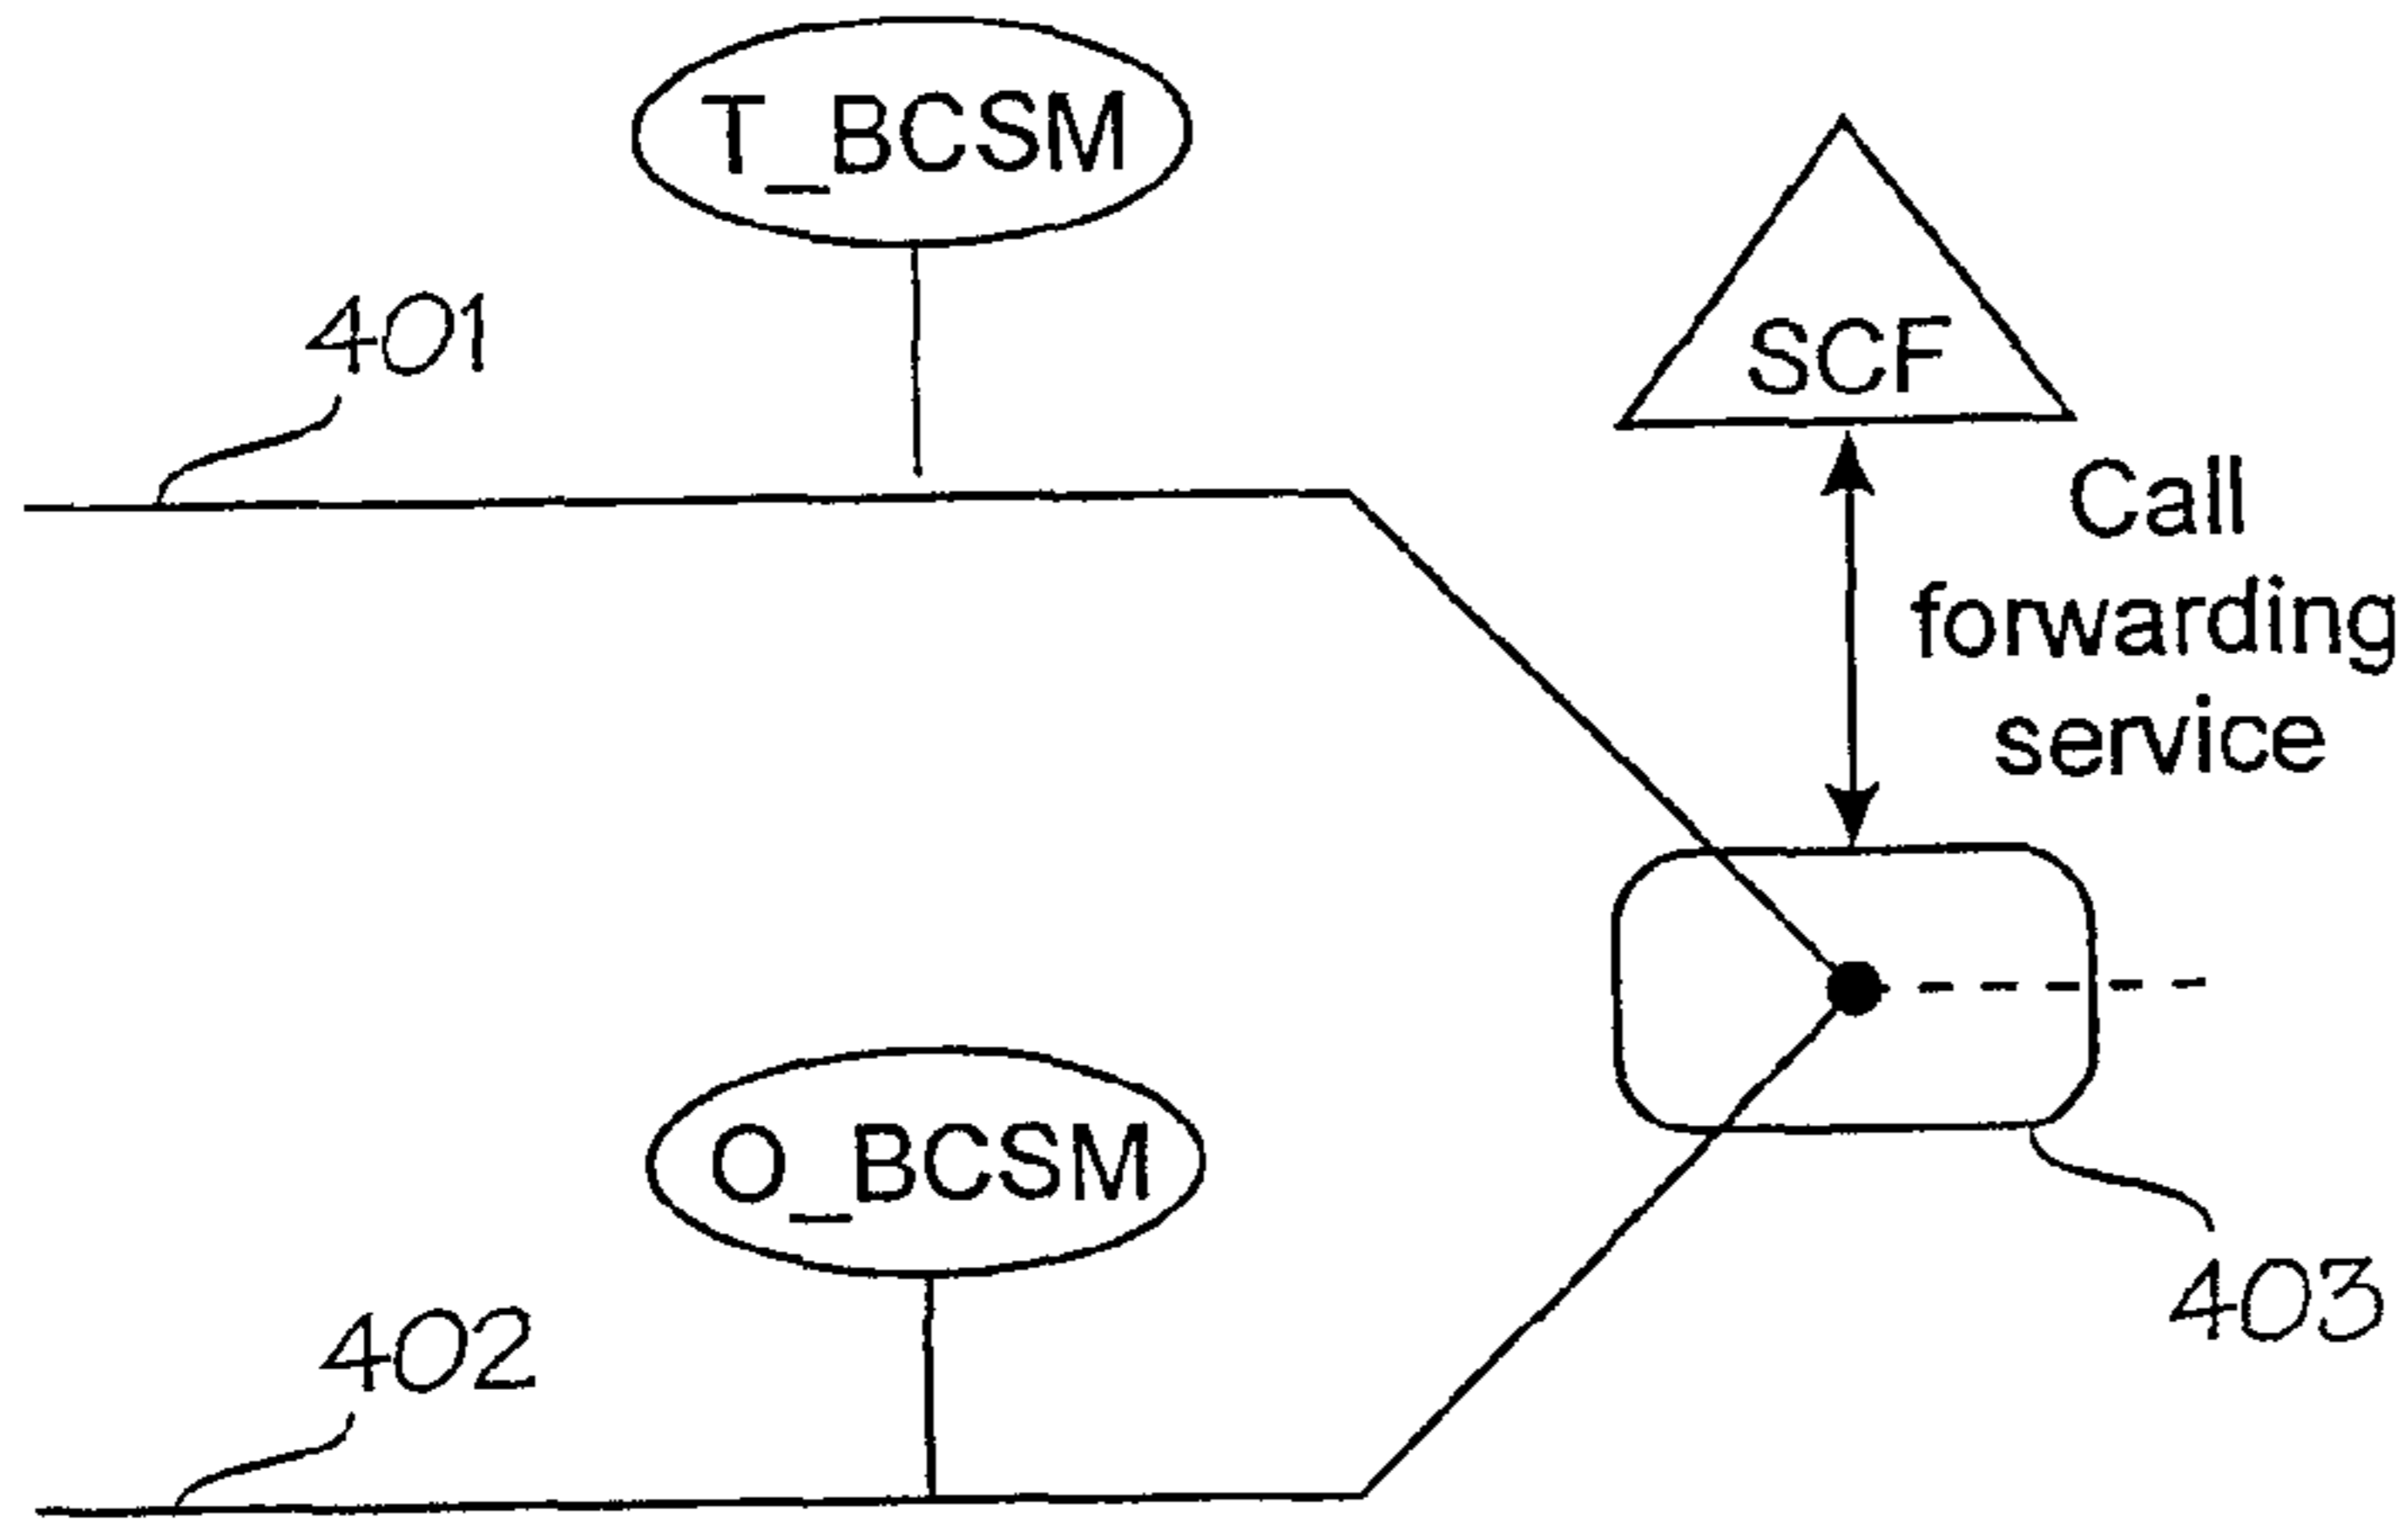 T_BCSM
401
SCF
Call
forwarding
service
O_BCSM
402
403